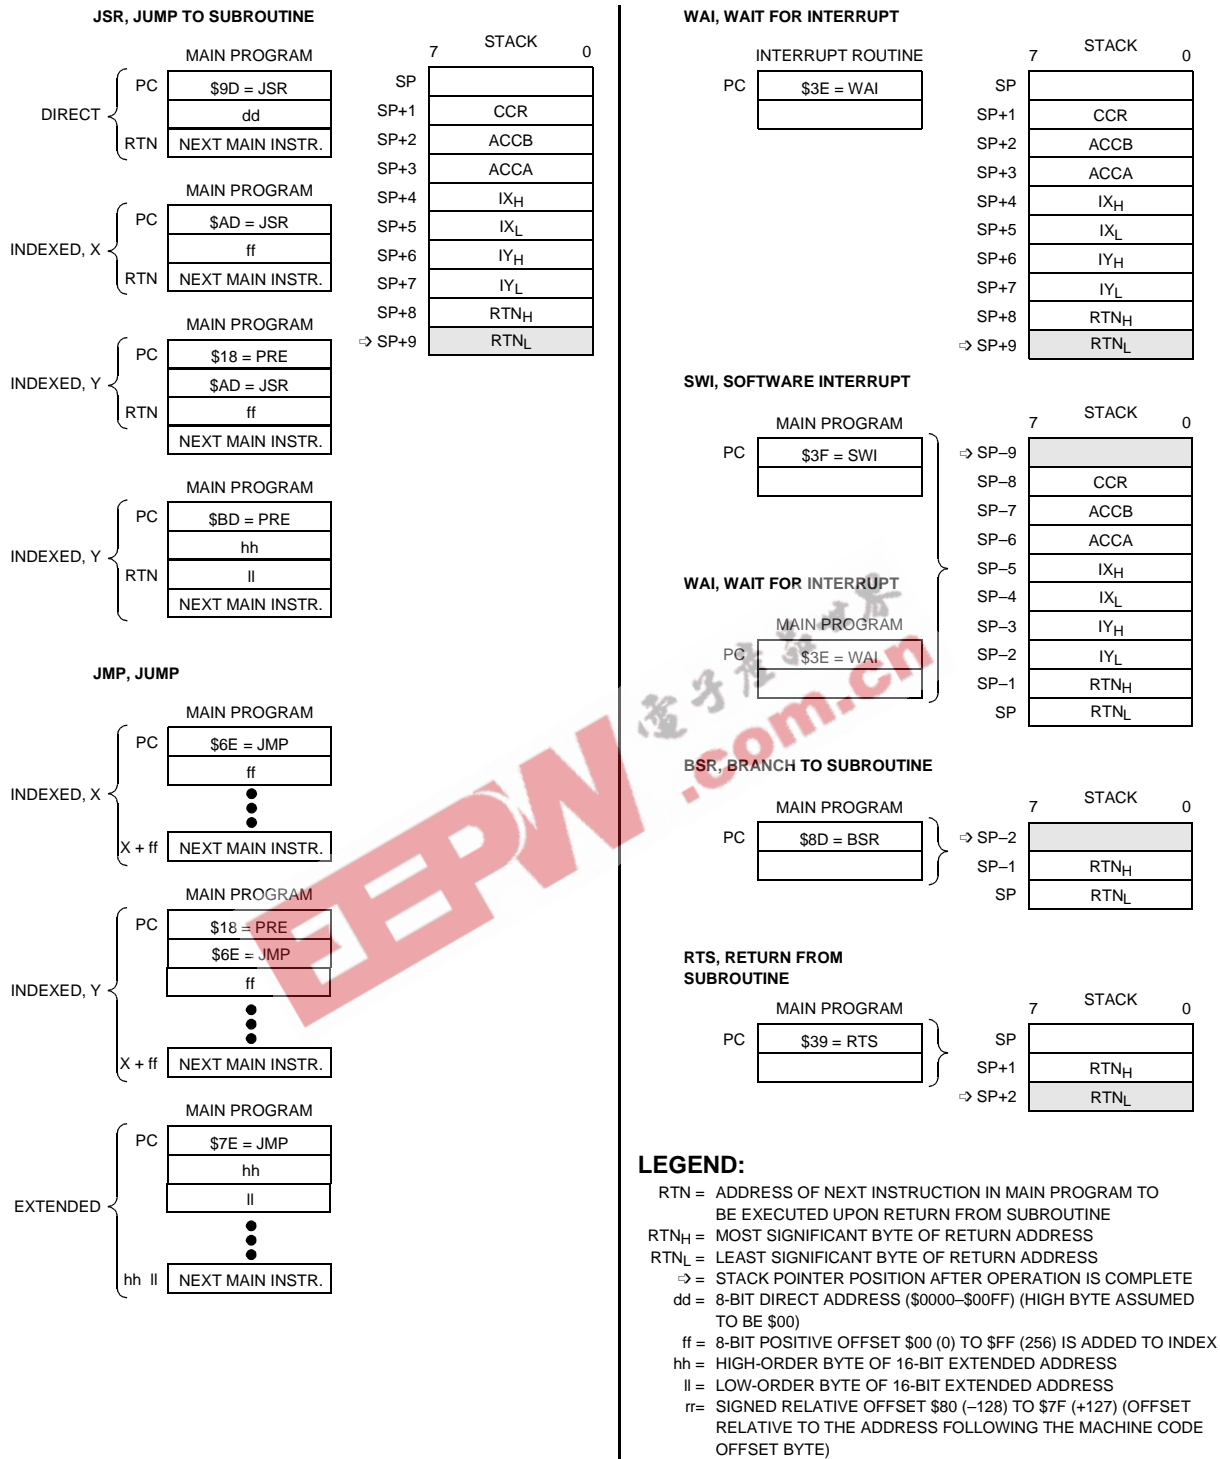 JSR, JUMP TO SUBROUTINE
MAIN PROGRAM
DIRECT
PC
$9D = JSR
dd
RTN
NEXT MAIN INSTR.
MAIN PROGRAM
INDEXED, X
PC
$AD = JSR
ff
RTN
NEXT MAIN INSTR.
MAIN PROGRAM
INDEXED, Y
PC
$18 = PRE
$AD = JSR
RTN
ff
NEXT MAIN INSTR.
MAIN PROGRAM
INDEXED, Y
PC
$BD = PRE
hh
RTN
ll
NEXT MAIN INSTR.
7 STACK 0
SP
SP+1 CCR
SP+2 ACCB
SP+3 ACCA
SP+4 IXH
SP+5 IXL
SP+6 IYH
SP+7 IYL
SP+8 RTNH
➩ SP+9 RTNL
JMP, JUMP
MAIN PROGRAM
INDEXED, X
PC
$6E = JMP
ff
X + ff
NEXT MAIN INSTR.
MAIN PROGRAM
INDEXED, Y
PC
$18 = PRE
$6E = JMP
ff
X + ff
NEXT MAIN INSTR.
MAIN PROGRAM
EXTENDED
PC
$7E = JMP
hh
ll
hh ll
NEXT MAIN INSTR.
WAI, WAIT FOR INTERRUPT
INTERRUPT ROUTINE
PC
$3E = WAI
7 STACK 0
SP
SP+1 CCR
SP+2 ACCB
SP+3 ACCA
SP+4 IXH
SP+5 IXL
SP+6 IYH
SP+7 IYL
SP+8 RTNH
➩ SP+9 RTNL
SWI, SOFTWARE INTERRUPT
MAIN PROGRAM
PC
$3F = SWI
WAI, WAIT FOR INTERRUPT
MAIN PROGRAM
PC
$3E = WAI
7 STACK 0
➩ SP–9
SP–8 CCR
SP–7 ACCB
SP–6 ACCA
SP–5 IXH
SP–4 IXL
SP–3 IYH
SP–2 IYL
SP–1 RTNH
SP RTNL
BSR, BRANCH TO SUBROUTINE
MAIN PROGRAM
PC
$8D = BSR
7 STACK 0
➩ SP–2
SP–1 RTNH
SP RTNL
RTS, RETURN FROM
SUBROUTINE
MAIN PROGRAM
PC
$39 = RTS
7 STACK 0
SP
SP+1 RTNH
➩ SP+2 RTNL
LEGEND:
RTN = ADDRESS OF NEXT INSTRUCTION IN MAIN PROGRAM TO
BE EXECUTED UPON RETURN FROM SUBROUTINE
RTNH = MOST SIGNIFICANT BYTE OF RETURN ADDRESS
RTNL = LEAST SIGNIFICANT BYTE OF RETURN ADDRESS
➩ = STACK POINTER POSITION AFTER OPERATION IS COMPLETE
dd = 8-BIT DIRECT ADDRESS ($0000–$00FF) (HIGH BYTE ASSUMED
TO BE $00)
ff = 8-BIT POSITIVE OFFSET $00 (0) TO $FF (256) IS ADDED TO INDEX
hh = HIGH-ORDER BYTE OF 16-BIT EXTENDED ADDRESS
ll = LOW-ORDER BYTE OF 16-BIT EXTENDED ADDRESS
rr= SIGNED RELATIVE OFFSET $80 (–128) TO $7F (+127) (OFFSET
RELATIVE TO THE ADDRESS FOLLOWING THE MACHINE CODE
OFFSET BYTE)
EEPW.com.cn
電子産品世界